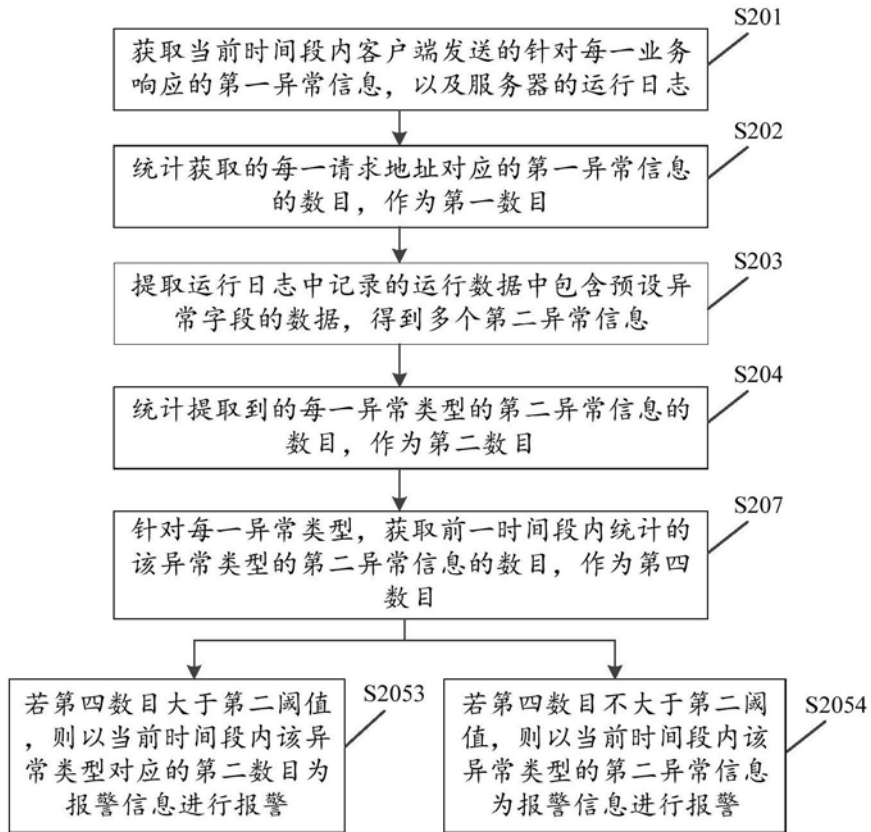 S201
获取当前时间段内客户端发送的针对每一业务
响应的第一异常信息，以及服务器的运行日志
S202
统计获取的每一请求地址对应的第一异常信息
的数目，作为第一数目
S203
提取运行日志中记录的运行数据中包含预设异
常字段的数据，得到多个第二异常信息
S204
统计提取到的每一异常类型的第二异常信息的
数目，作为第二数目
S207
针对每一异常类型，获取前一时间段内统计的
该异常类型的第二异常信息的数目，作为第四
数目
S2053
若第四数目大于第二阈值
，则以当前时间段内该异
常类型对应的第二数目为
报警信息进行报警
S2054
若第四数目不大于第二阈
值，则以当前时间段内该
异常类型的第二异常信息
为报警信息进行报警